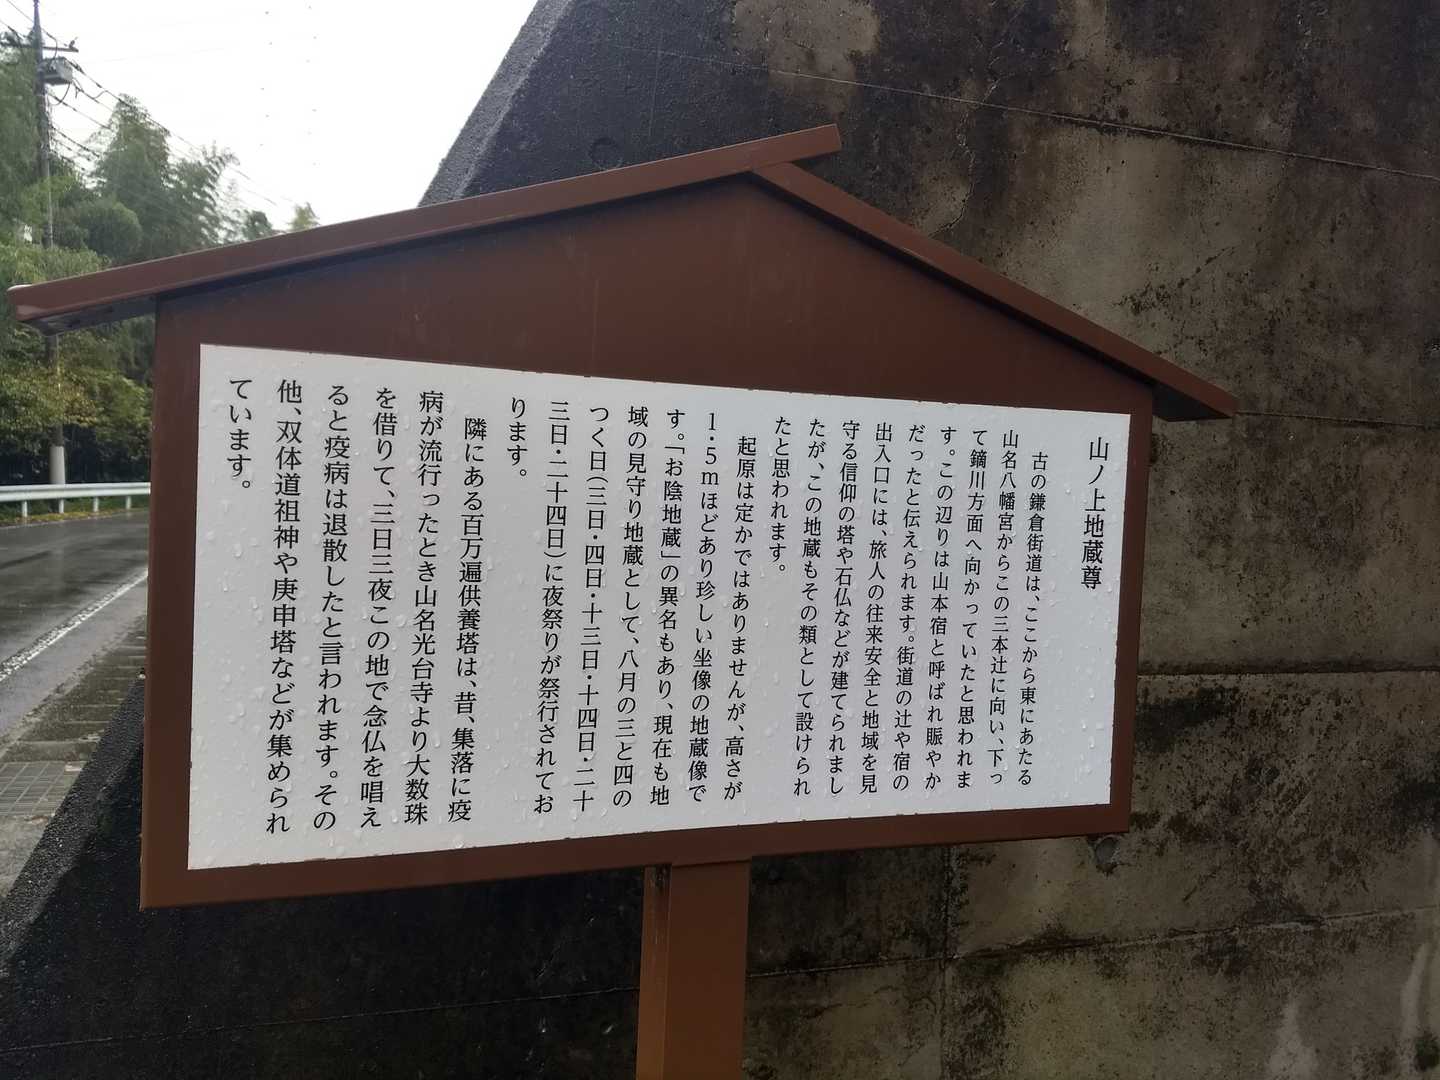 山ノ上地蔵尊
古の鎌倉街道は、ここから東にあたる
山名八幡宮からこの三本辻に向い、下っ
て鏑川方面へ向かっていたと思われま
す。この辺りは山本宿と呼ばれ賑やか
だったと伝えられます。街道の辻や宿の
出入口には、旅人の往来安全と地域を見
守る信仰の塔や石仏などが建てられまし
たが、この地蔵もその類として設けられ
たと思われます。
起原は定かではありませんが、高さが
1.5mほどあり珍しい坐像の地蔵像で
す。「お陰地蔵」の異名もあり、現在も地
域の見守り地蔵として、八月の三と四の
つく日(三日・四日・十三日・十四日・二十
三日・二十四日)に夜祭りが祭行されてお
ります。
隣にある百万遍供養塔は、昔、集落に疫
病が流行ったとき山名光台寺より大数珠
を借りて、三日三夜この地で念仏を唱え
ると疫病は退散したと言われます。その
他、双体道祖神や庚申塔などが集められ
ています。